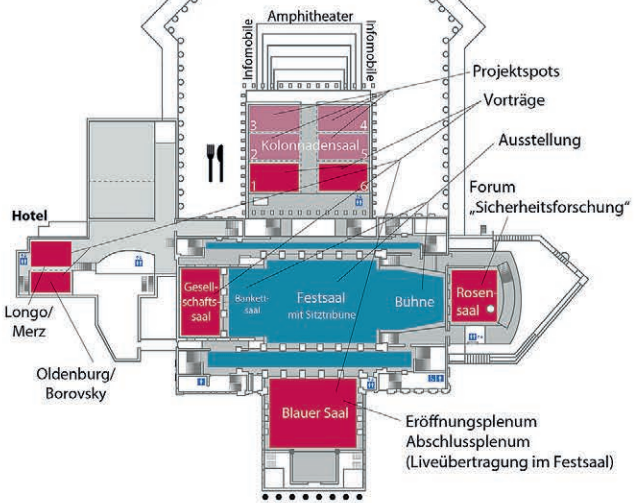 Amphitheater
Infomobile
Infomobile
Projektspots
Vorträge
Ausstellung
Forum
„Sicherheitsforschung“
3
4
Kolonnadensaal
2
5
1
6
Hotel
Longo/
Merz
Oldenburg/
Borovsky
Gesell-
schafts-
saal
Bankett-
saal
Festsaal
mit Sitztribüne
Bühne
Rosen-
saal
Blauer Saal
Eröffnungsplenum
Abschlussplenum
(Liveübertragung im Festsaal)